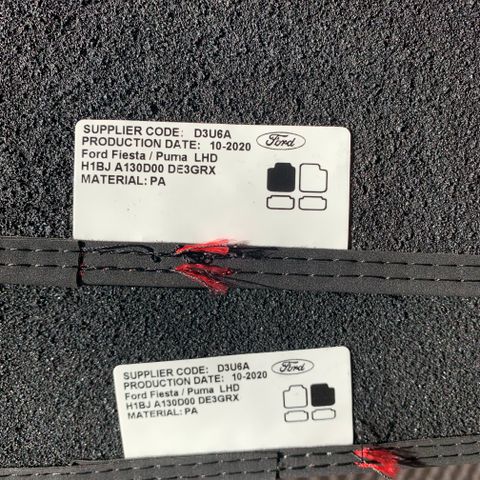 SUPPLIER CODE: D3U6A
PRODUCTION DATE: 10-2020
Ford
Ford Fiesta / Puma LHD
H1BJ A130D00 DE3GRX
MATERIAL: PA
SUPPLIER CODE: D3U6A
PRODUCTION DATE: 10-2020
Ford
Ford Fiesta / Puma LHD
H1BJ A130D00 DE3GRX
MATERIAL: PA